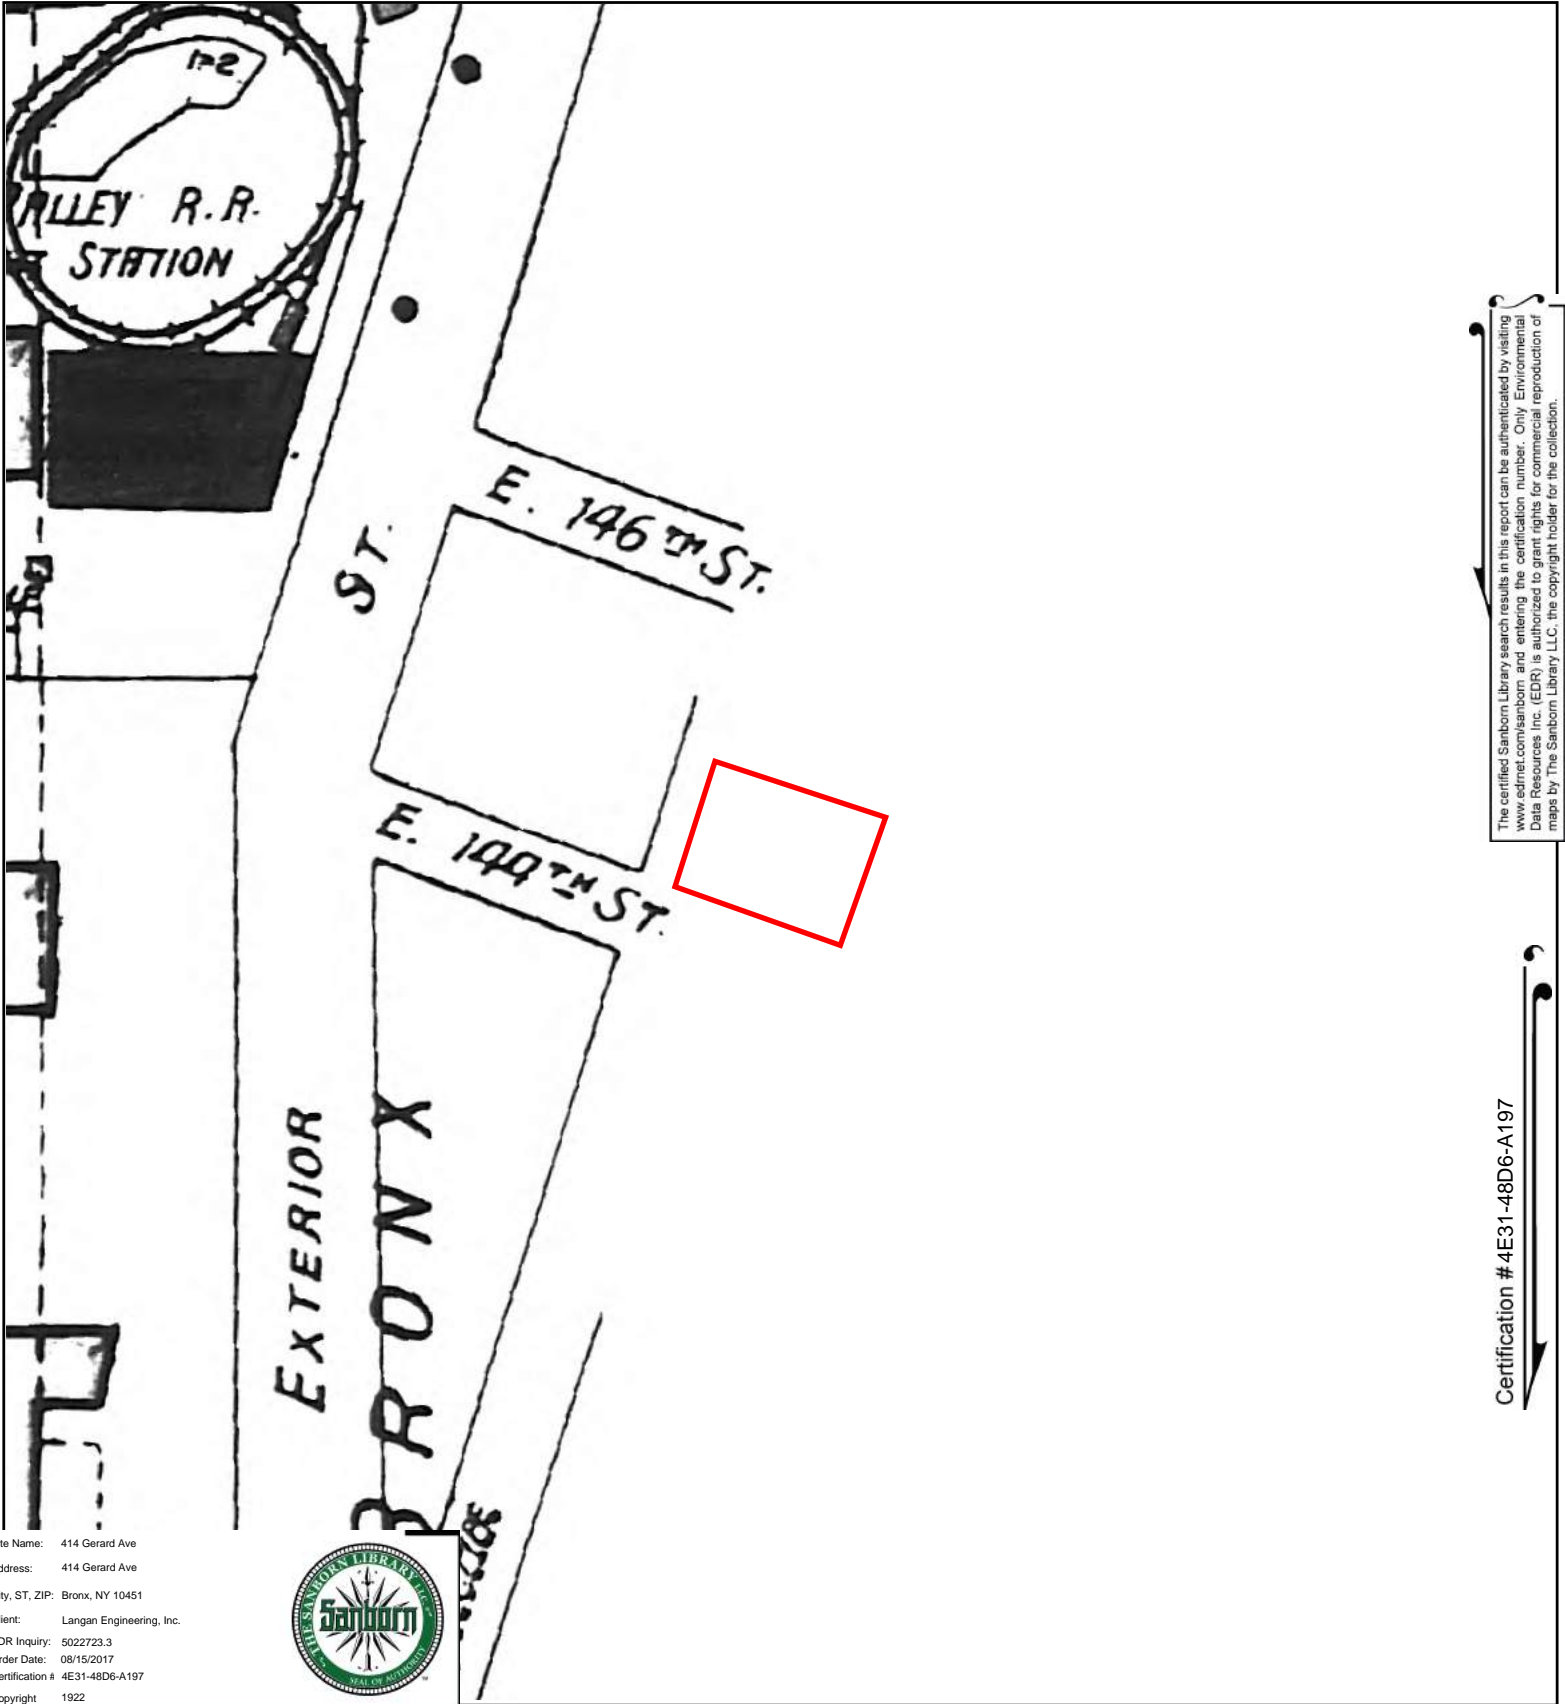 1=2
ALLEY R.R.
STATION
ST.
E. 146TH ST.
E. 144TH ST.
EXTERIOR
BRONX
The certified Sanborn Library search results in this report can be authenticated by visiting
www.edrnet.com/sanborn and entering the certification number. Only Environmental
Data Resources Inc. (EDR) is authorized to grant rights for commercial reproduction of
maps by The Sanborn Library LLC, the copyright holder for the collection.
Certification # 4E31-48D6-A197
te Name: 414 Gerard Ave
ddress: 414 Gerard Ave
ty, ST, ZIP: Bronx, NY 10451
ient: Langan Engineering, Inc.
DR Inquiry: 5022723.3
rder Date: 08/15/2017
ertification # 4E31-48D6-A197
opyright 1922
THE SANBORN LIBRARY LLC
Sanborn
SEAL OF AUTHORITY